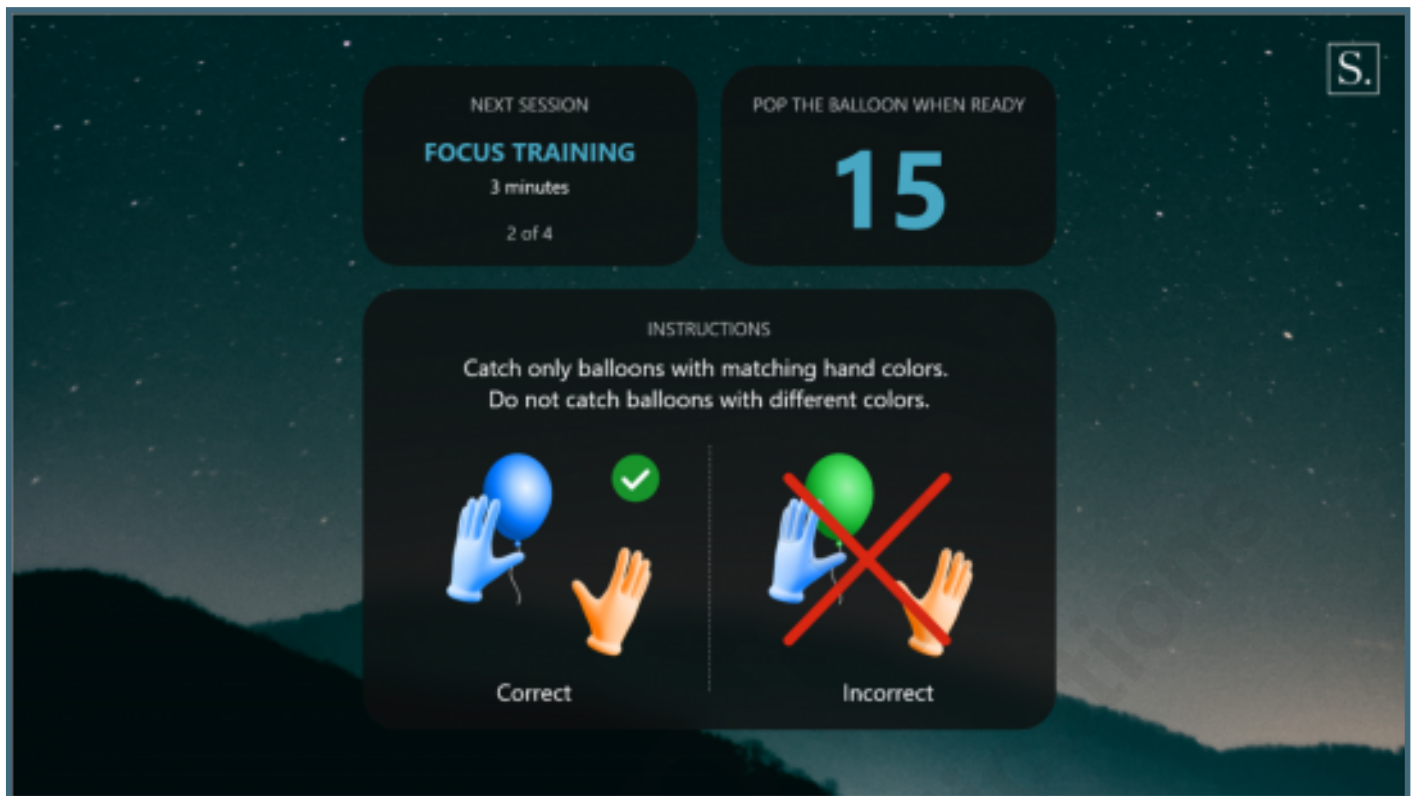 S.
NEXT SESSION
FOCUS TRAINING
3 minutes
2 of 4
POP THE BALLOON WHEN READY
15
INSTRUCTIONS
Catch only balloons with matching hand colors.
Do not catch balloons with different colors.
Correct
Incorrect